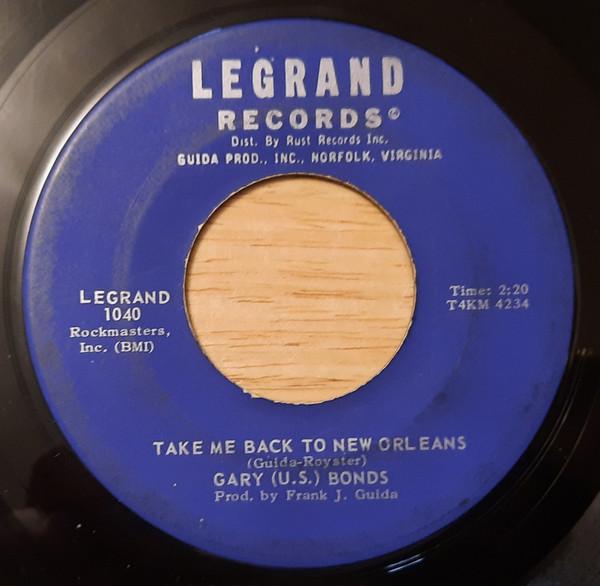 LEGRAND
RECORDS©
Dist. By Rust Records Inc.
GUIDA PROD., INC., NORFOLK, VIRGINIA
LEGRAND
1040
Rockmasters,
Inc. (BMI)
Time: 2:20
T4KM 4234
TAKE ME BACK TO NEW ORLEANS
(Guida-Royster)
GARY (U.S.) BONDS
Prod. by Frank J. Guida